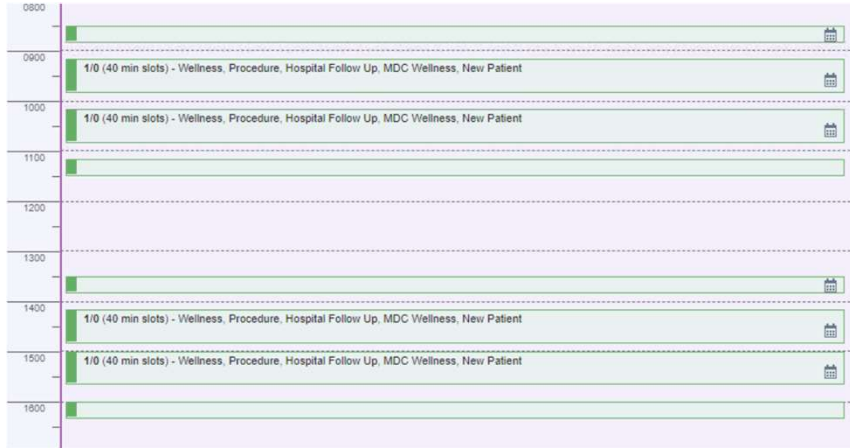 0800
0900
1/0 (40 min slots) - Wellness, Procedure, Hospital Follow Up, MDC Wellness, New Patient
1000
1/0 (40 min slots) - Wellness, Procedure, Hospital Follow Up, MDC Wellness, New Patient
1100
1200
1300
1400
1/0 (40 min slots) - Wellness, Procedure, Hospital Follow Up, MDC Wellness, New Patient
1500
1/0 (40 min slots) - Wellness, Procedure, Hospital Follow Up, MDC Wellness, New Patient
1600